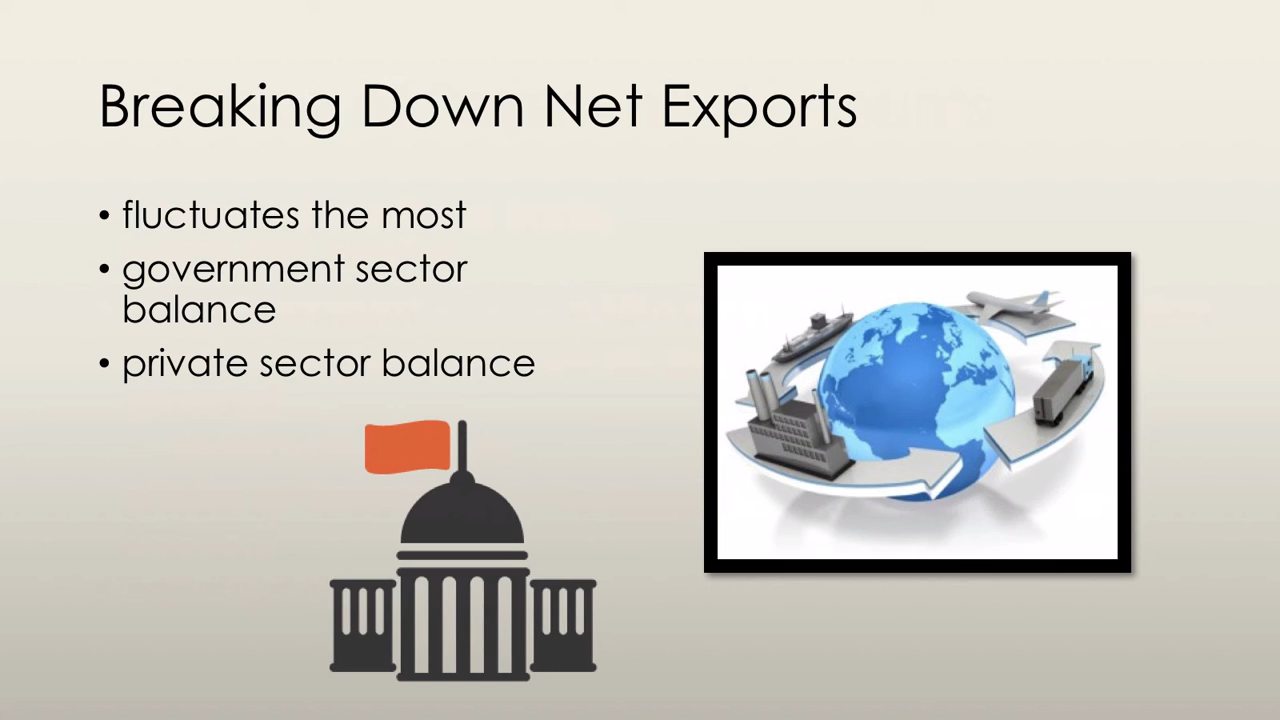 Breaking Down Net Exports
• fluctuates the most
• government sector
balance
• private sector balance